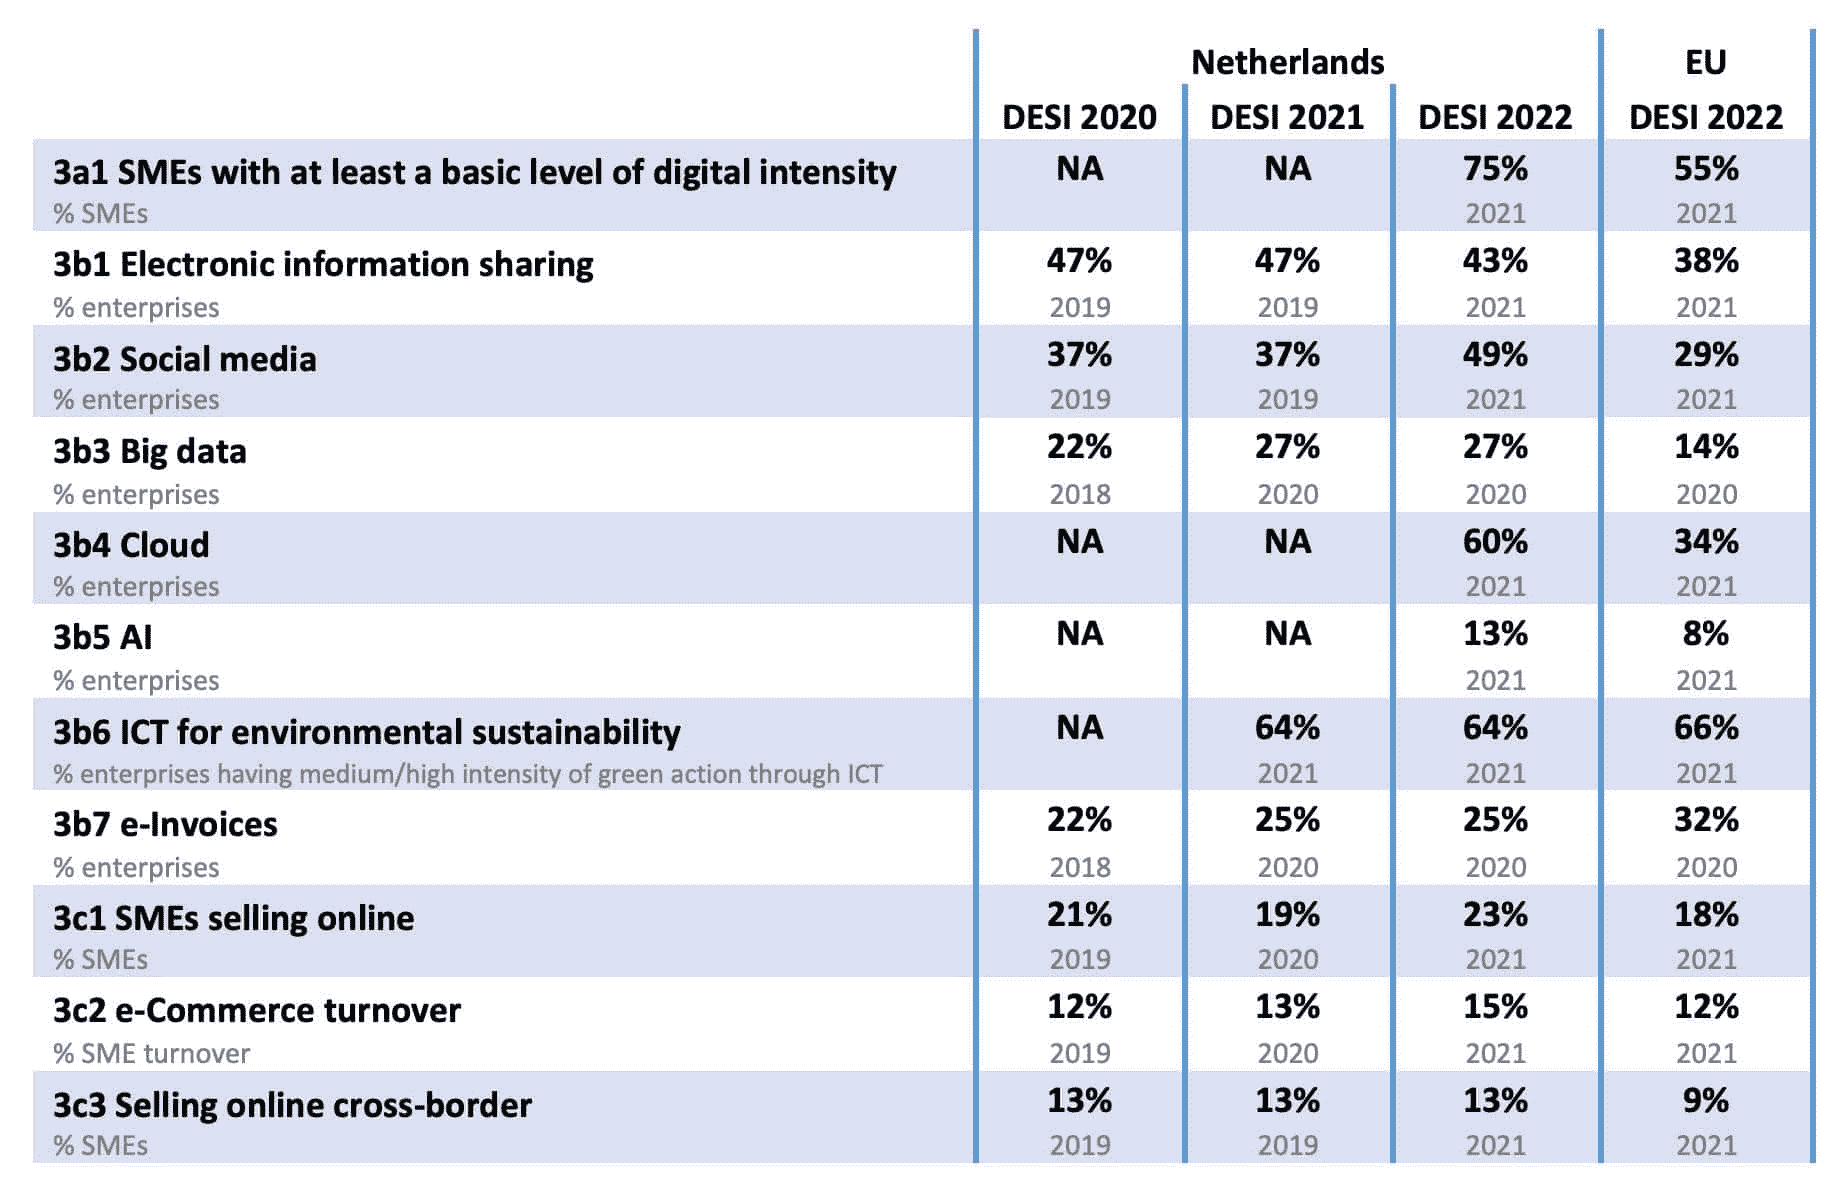 Netherlands EU
DESI 2020 DESI 2021 DESI 2022 DESI 2022
3a1 SMEs with at least a basic level of digital intensity NA NA 75% 55%
% SMEs 2021 2021
3b1 Electronic information sharing 47% 47% 43% 38%
% enterprises 2019 2019 2021 2021
3b2 Social media 37% 37% 49% 29%
% enterprises 2019 2019 2021 2021
3b3 Big data 22% 27% 27% 14%
% enterprises 2018 2020 2020 2020
3b4 Cloud NA NA 60% 34%
% enterprises 2021 2021
3b5 AI NA NA 13% 8%
% enterprises 2021 2021
3b6 ICT for environmental sustainability NA 64% 64% 66%
% enterprises having medium/high intensity of green action through ICT 2021 2021 2021
3b7 e-Invoices 22% 25% 25% 32%
% enterprises 2018 2020 2020 2020
3c1 SMEs selling online 21% 19% 23% 18%
% SMEs 2019 2020 2021 2021
3c2 e-Commerce turnover 12% 13% 15% 12%
% SME turnover 2019 2020 2021 2021
3c3 Selling online cross-border 13% 13% 13% 9%
% SMEs 2019 2019 2021 2021